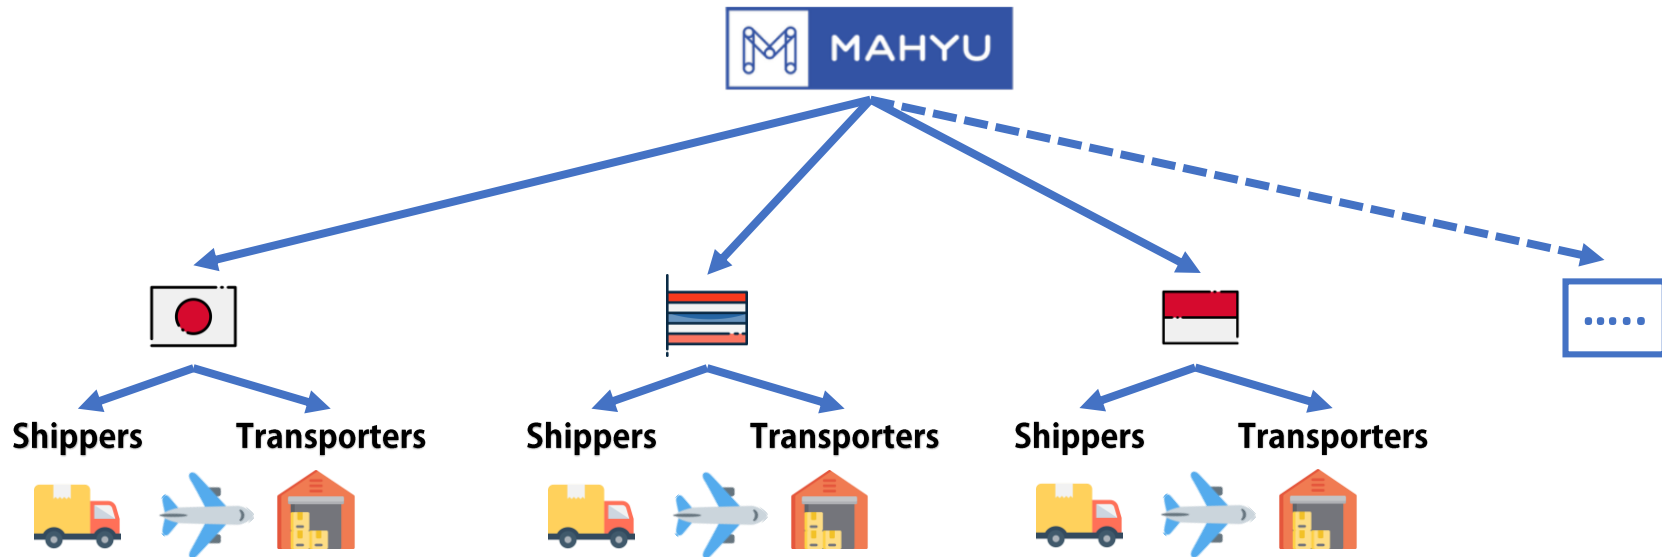 MAHYU
.....
Shippers
Transporters
Shippers
Transporters
Shippers
Transporters